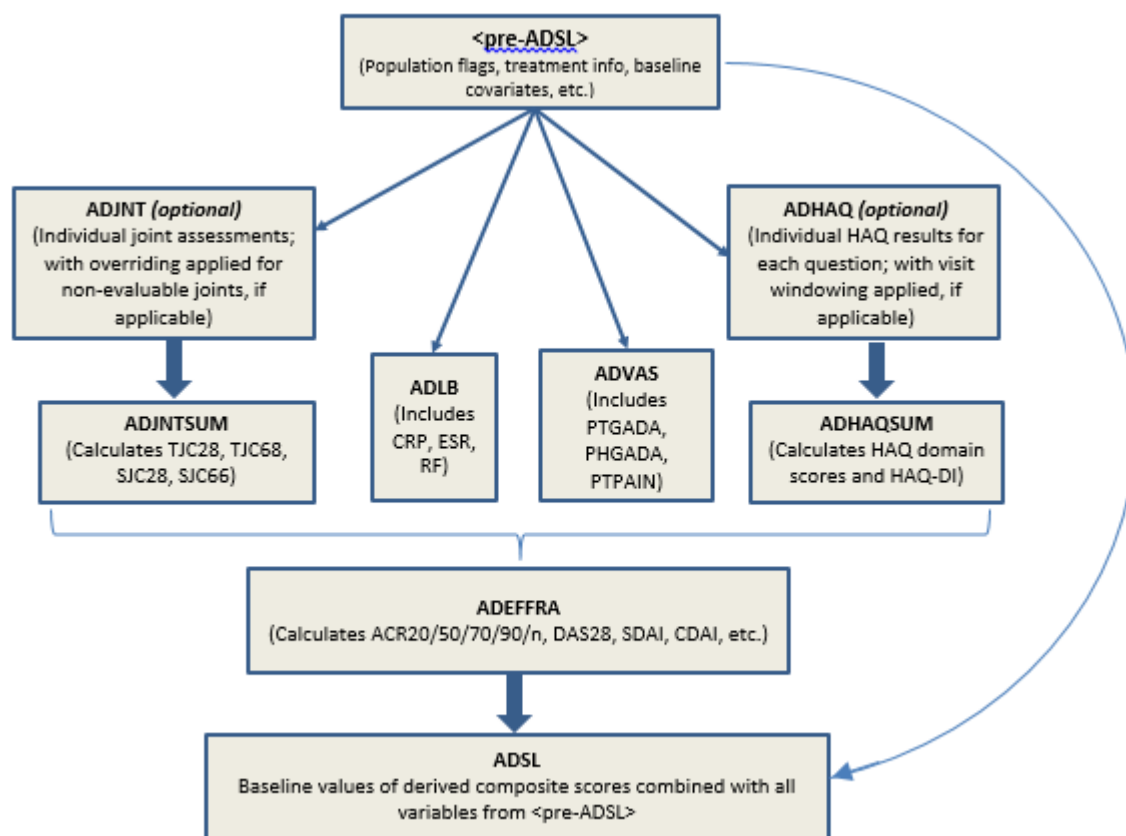 <pre-ADSL>
(Population flags, treatment info, baseline
covariates, etc.)
ADJNT (optional)
(Individual joint assessments;
with overriding applied for
non-evaluable joints, if
applicable)
ADHAQ (optional)
(Individual HAQ results for
each question; with visit
windowing applied, if
applicable)
ADJNTSUM
(Calculates TJC28, TJC68,
SJC28, SJC66)
ADLB
(Includes
CRP, ESR,
RF)
ADVAS
(Includes
PTGADA,
PHGADA,
PTPAIN)
ADHAQSUM
(Calculates HAQ domain
scores and HAQ-DI)
ADEFFRA
(Calculates ACR20/50/70/90/n, DAS28, SDAI, CDAI, etc.)
ADSL
Baseline values of derived composite scores combined with all
variables from <pre-ADSL>